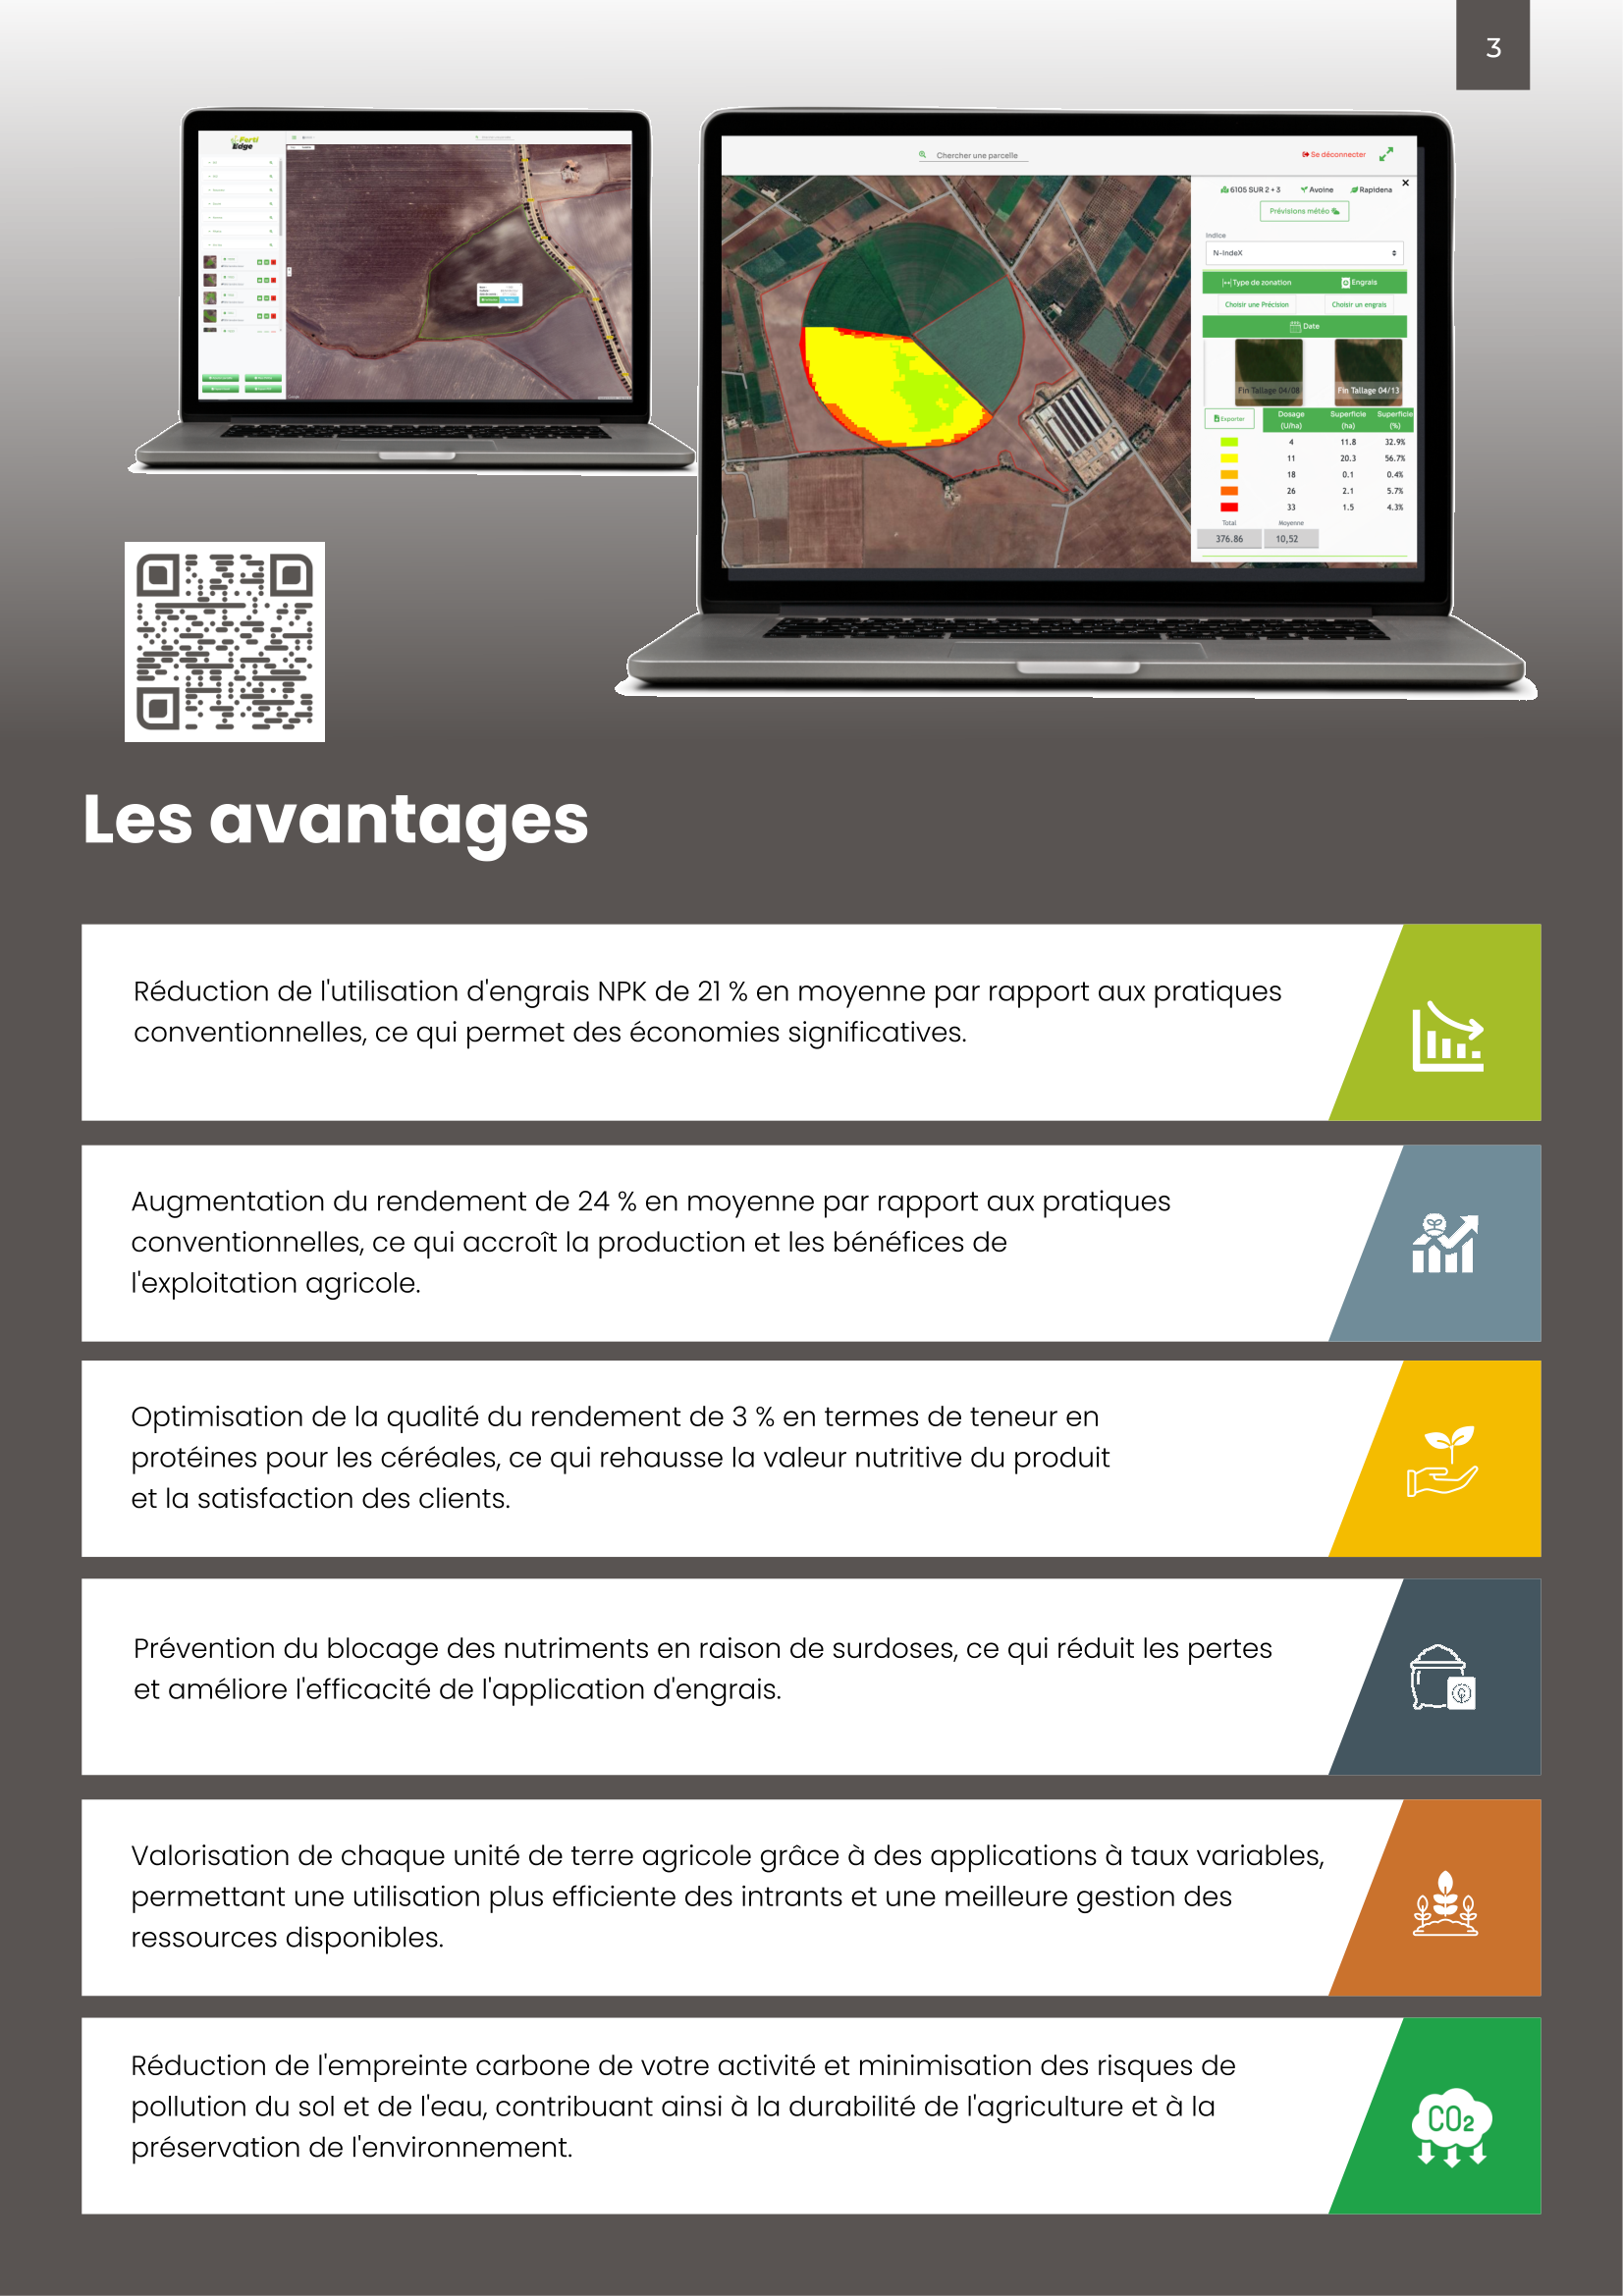 3
Ferti
Edge
Chercher une parcelle
Se déconnecter
6105 SUR 2 + 3 Avoine Rapidena
Prévisions météo
Indice
N-IndeX
Type de zonation Engrais
Choisir une Précision Choisir un engrais
Date
Fin Tallage 04/08 Fin Tallage 04/13
Exporter Dosage (U/ha) Superficie (ha) Superficie (%)
4 11.8 32.9%
11 20.3 56.7%
18 0.1 0.4%
26 2.1 5.7%
33 1.5 4.3%
Total Moyenne
376.86 10,52
Les avantages
Réduction de l'utilisation d'engrais NPK de 21 % en moyenne par rapport aux pratiques
conventionnelles, ce qui permet des économies significatives.
Augmentation du rendement de 24 % en moyenne par rapport aux pratiques
conventionnelles, ce qui accroît la production et les bénéfices de
l'exploitation agricole.
Optimisation de la qualité du rendement de 3 % en termes de teneur en
protéines pour les céréales, ce qui rehausse la valeur nutritive du produit
et la satisfaction des clients.
Prévention du blocage des nutriments en raison de surdoses, ce qui réduit les pertes
et améliore l'efficacité de l'application d'engrais.
Valorisation de chaque unité de terre agricole grâce à des applications à taux variables,
permettant une utilisation plus efficiente des intrants et une meilleure gestion des
ressources disponibles.
Réduction de l'empreinte carbone de votre activité et minimisation des risques de
pollution du sol et de l'eau, contribuant ainsi à la durabilité de l'agriculture et à la
préservation de l'environnement.
CO2